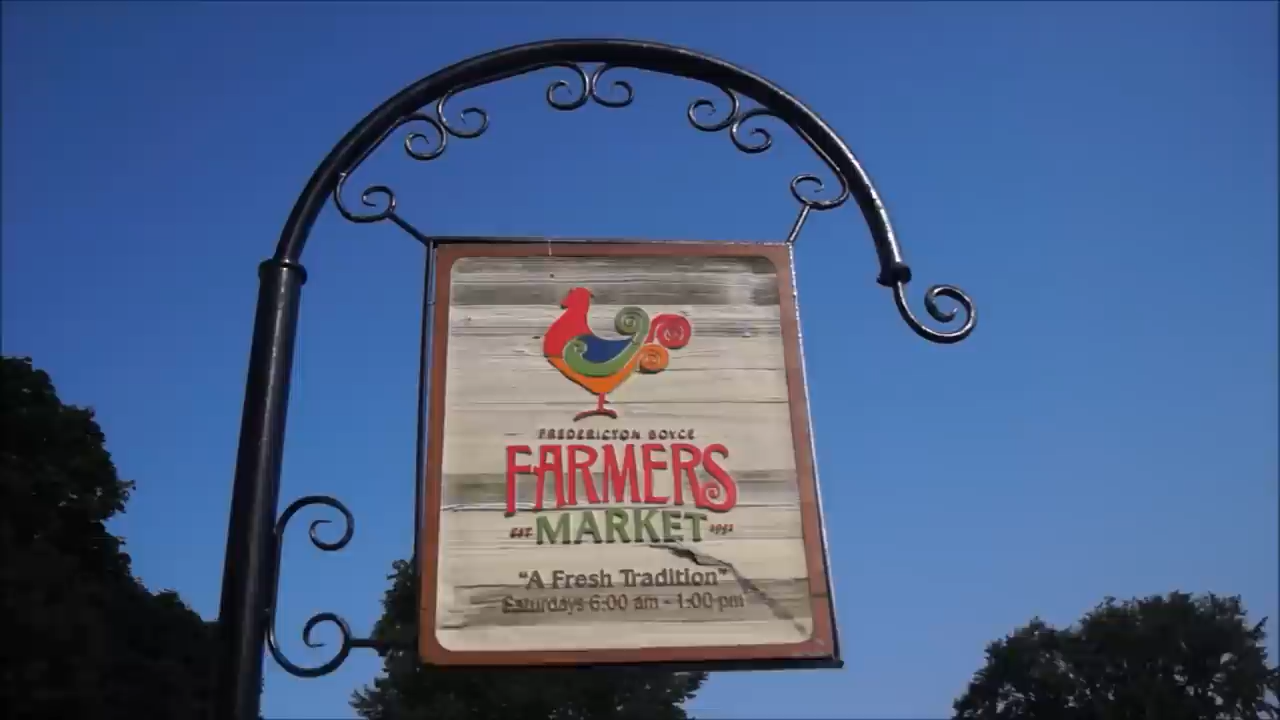 FREDERICTON BOYCE
FARMERS
EST MARKET 1951
"A Fresh Tradition"
Saturdays 6:00 am - 1:00 pm